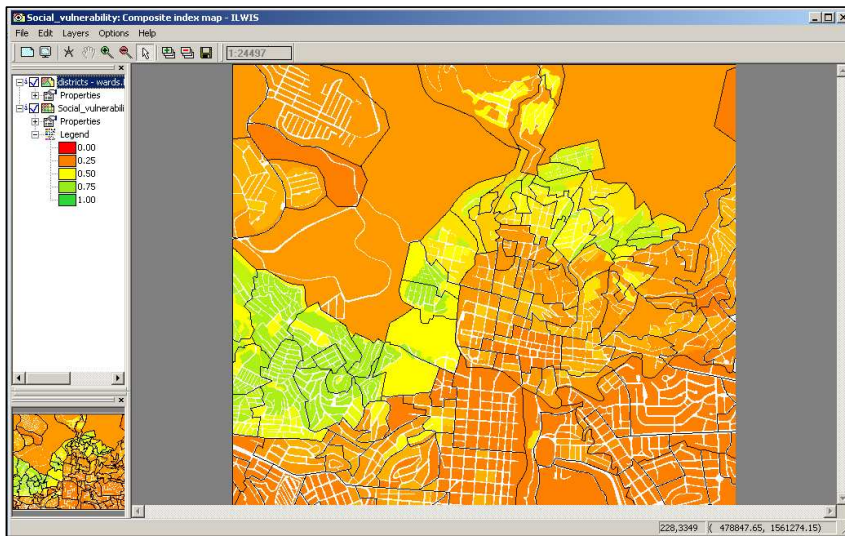 Social_vulnerability: Composite index map - ILWIS
File Edit Layers Options Help
1:24497
districts - wards.
Properties
Social_vulnerabili
Properties
Legend
0.00
0.25
0.50
0.75
1.00
228,3349 ( 478847.65, 1561274.15)